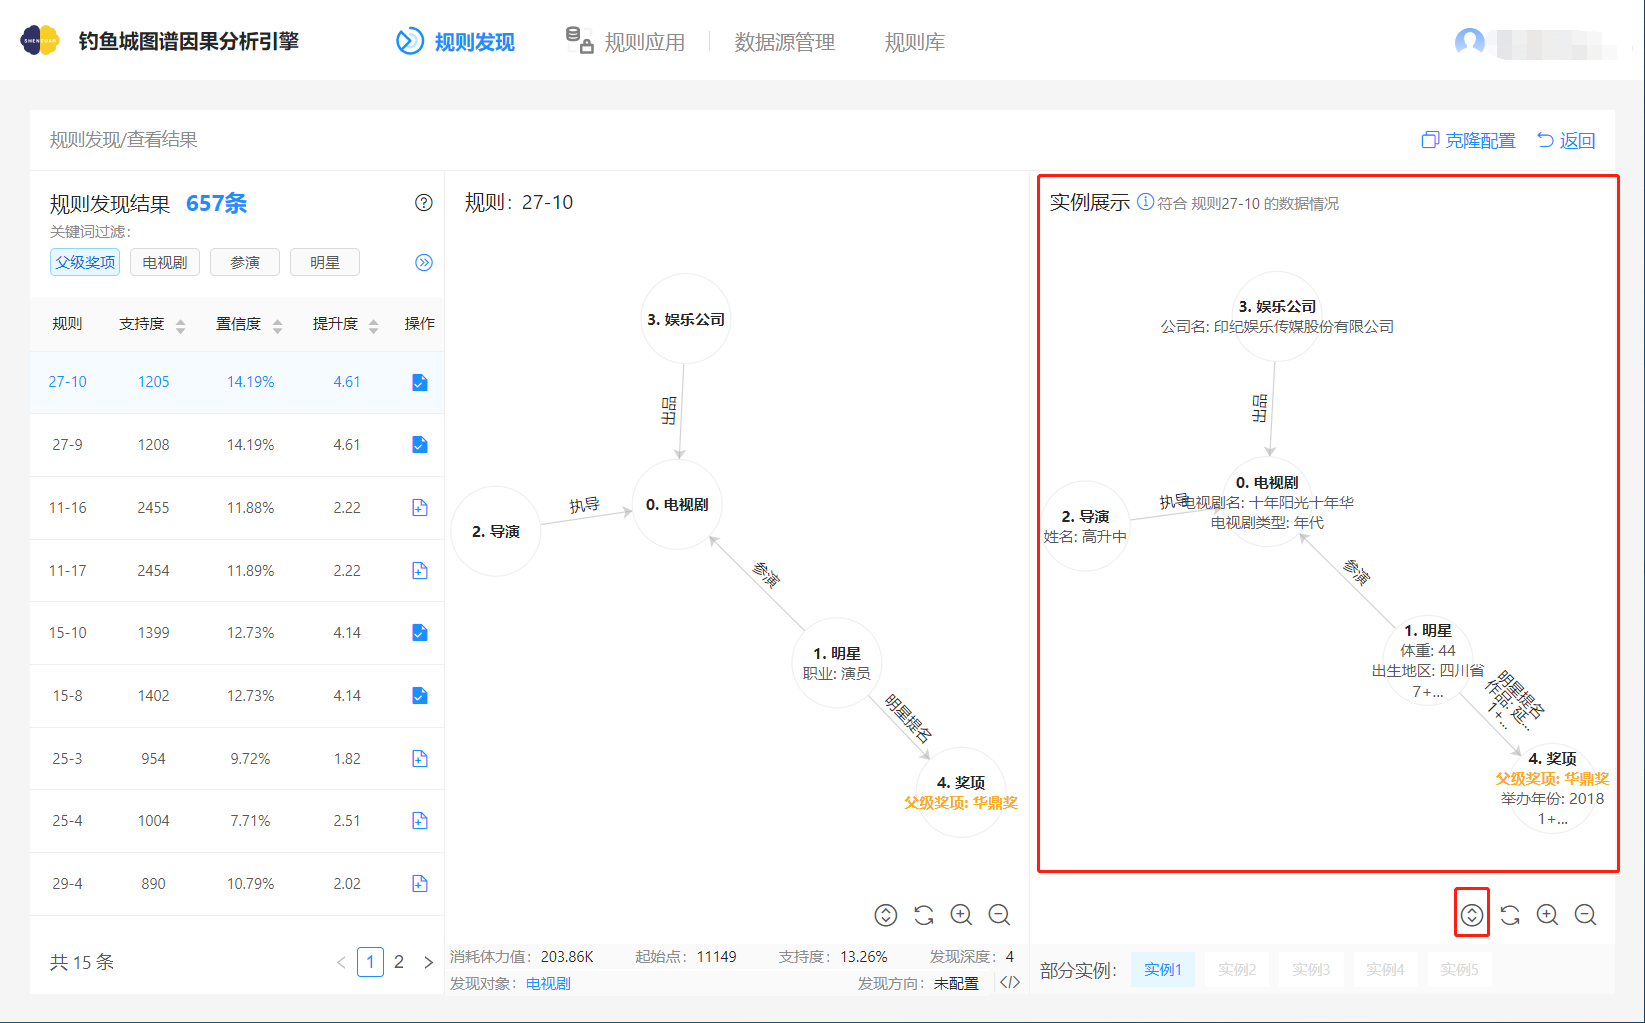 SHENDUAN
钓鱼城图谱因果分析引擎
规则发现
规则应用
数据源管理
规则库
规则发现/查看结果
克隆配置
返回
规则发现结果 657条
关键词过滤:
父级奖项 电视剧 参演 明星
规则 支持度 置信度 提升度 操作
27-10 1205 14.19% 4.61
27-9 1208 14.19% 4.61
11-16 2455 11.88% 2.22
11-17 2454 11.89% 2.22
15-10 1399 12.73% 4.14
15-8 1402 12.73% 4.14
25-3 954 9.72% 1.82
25-4 1004 7.71% 2.51
29-4 890 10.79% 2.02
共 15 条
< 1 2 >
规则: 27-10
3. 娱乐公司
出品
0. 电视剧
执导
2. 导演
参演
1. 明星
职业: 演员
明星提名
4. 奖项
父级奖项: 华鼎奖
消耗体力值: 203.86K 起始点: 11149 支持度: 13.26% 发现深度: 4
发现对象: 电视剧 发现方向: 未配置 </>
实例展示 符合 规则27-10 的数据情况
3. 娱乐公司
公司名: 印纪娱乐传媒股份有限公司
出品
0. 电视剧
电视剧名: 十年阳光十年华
电视剧类型: 年代
执导
2. 导演
姓名: 高升中
参演
1. 明星
体重: 44
出生地区: 四川省
7+...
明星提名
作品: 延...
1+...
4. 奖项
父级奖项: 华鼎奖
举办年份: 2018
1+...
部分实例: 实例1 实例2 实例3 实例4 实例5